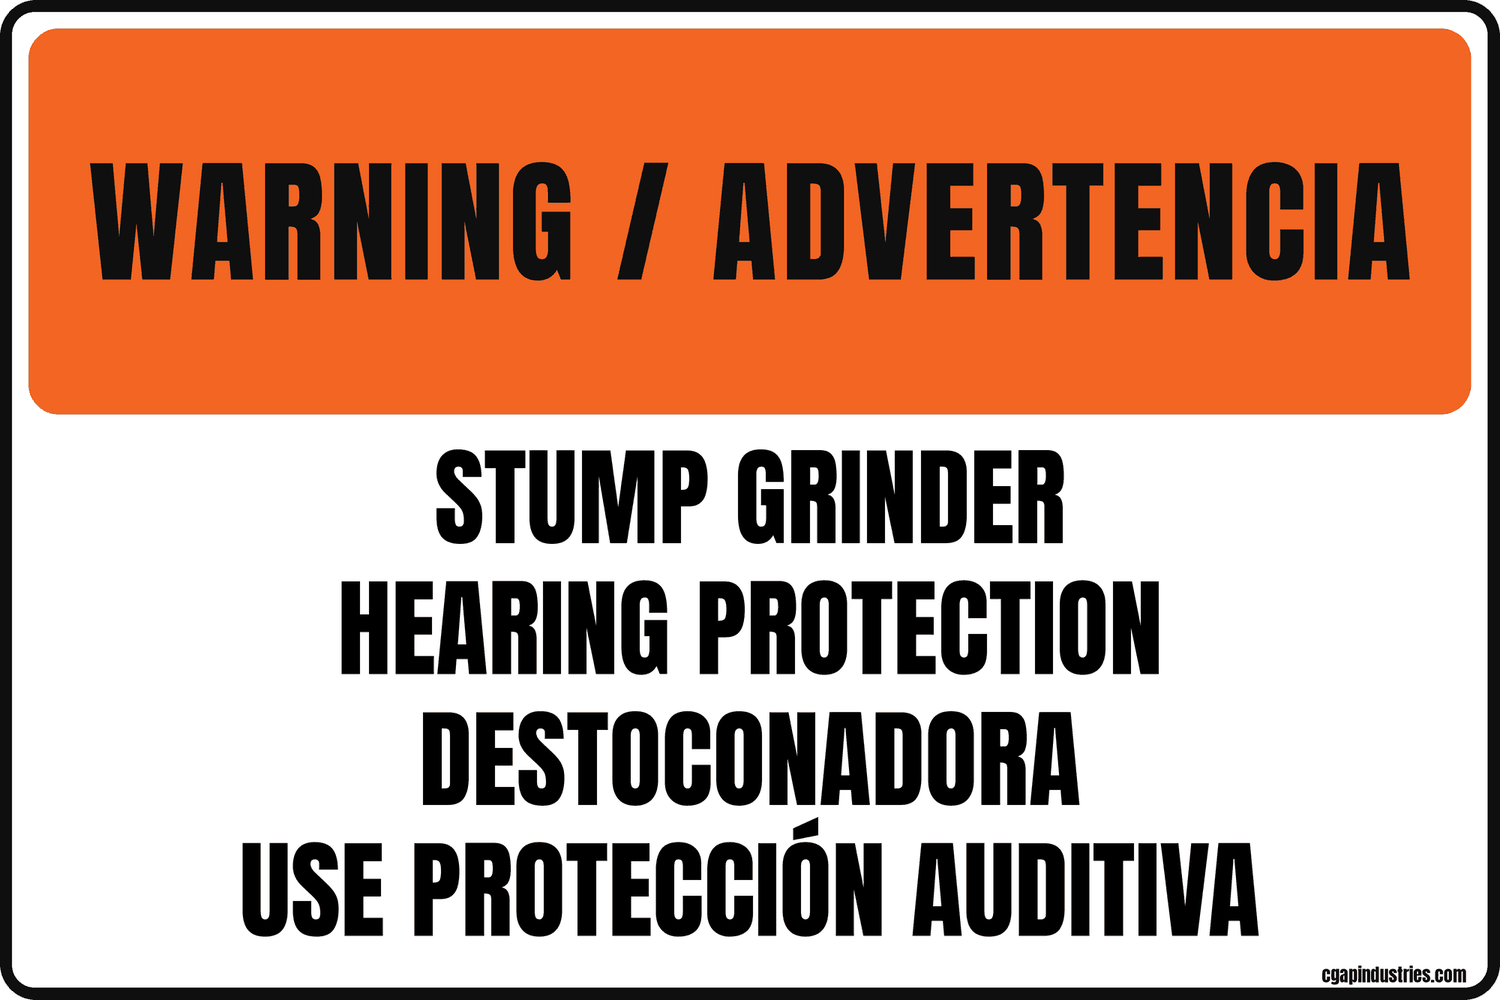 WARNING / ADVERTENCIA
STUMP GRINDER
HEARING PROTECTION
DESTOCONADORA
USE PROTECCIÓN AUDITIVA
cgapindustries.com